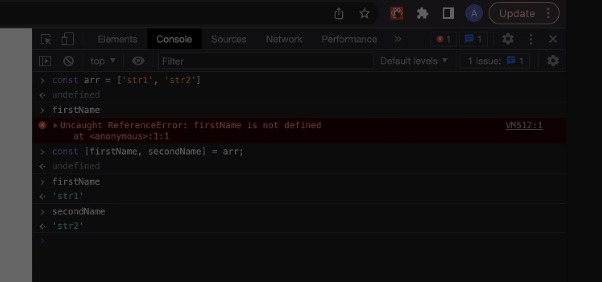 A Update
Elements Console Sources Network Performance » 1 1
top ▼ Filter Default levels ▼ 1 Issue: 1
> const arr = ['str1', 'str2']
<· undefined
> firstName
▶Uncaught ReferenceError: firstName is not defined VM512:1
at <anonymous>:1:1
> const [firstName, secondName] = arr;
<· undefined
> firstName
<· 'str1'
> secondName
<· 'str2'
>